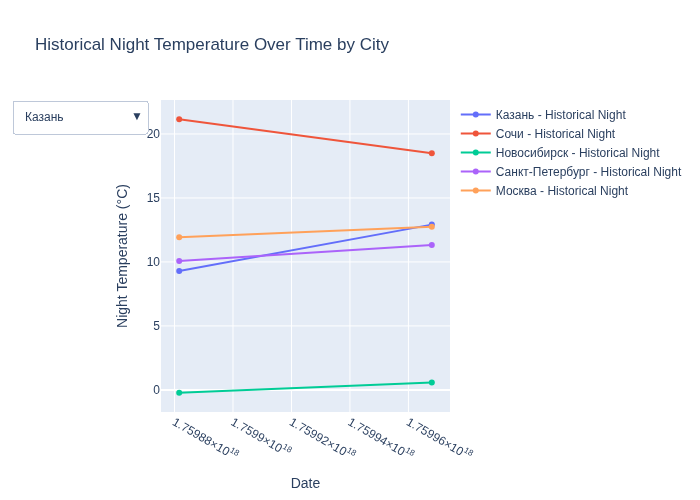 Historical Night Temperature Over Time by City
Казань ▼
Казань - Historical Night
Сочи - Historical Night
Новосибирск - Historical Night
Санкт-Петербург - Historical Night
Москва - Historical Night
Night Temperature (°C)
20
15
10
5
0
1.75988×10¹⁸
1.7599×10¹⁸
1.75992×10¹⁸
1.75994×10¹⁸
1.75996×10¹⁸
Date